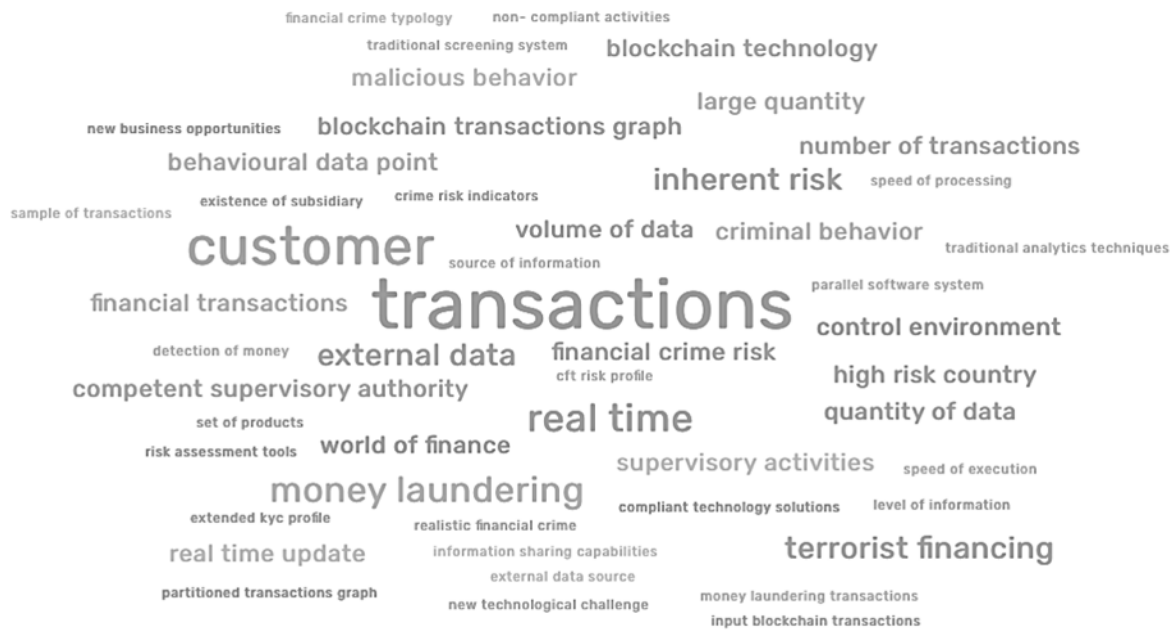 financial crime typology
non- compliant activities
traditional screening system
blockchain technology
malicious behavior
large quantity
new business opportunities
blockchain transactions graph
number of transactions
behavioural data point
inherent risk
speed of processing
existence of subsidiary
crime risk indicators
sample of transactions
volume of data
criminal behavior
customer
traditional analytics techniques
source of information
parallel software system
financial transactions
transactions
control environment
detection of money
external data
financial crime risk
cft risk profile
high risk country
competent supervisory authority
quantity of data
set of products
real time
risk assessment tools
world of finance
supervisory activities
speed of execution
money laundering
compliant technology solutions
level of information
extended kyc profile
realistic financial crime
real time update
information sharing capabilities
terrorist financing
external data source
partitioned transactions graph
new technological challenge
money laundering transactions
input blockchain transactions